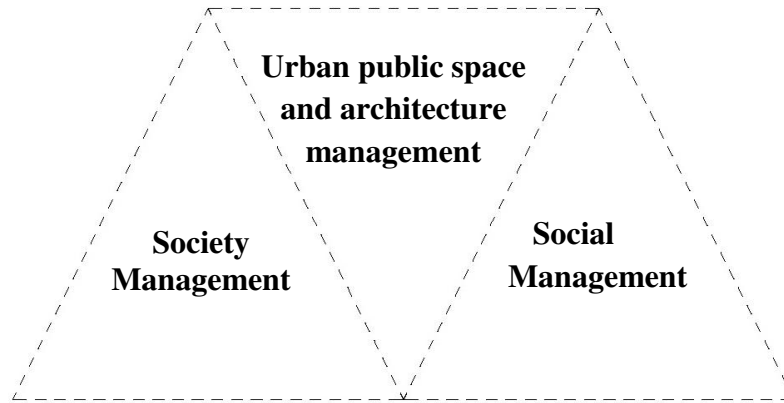 Urban public space
and architecture
management
Society
Management
Social
Management